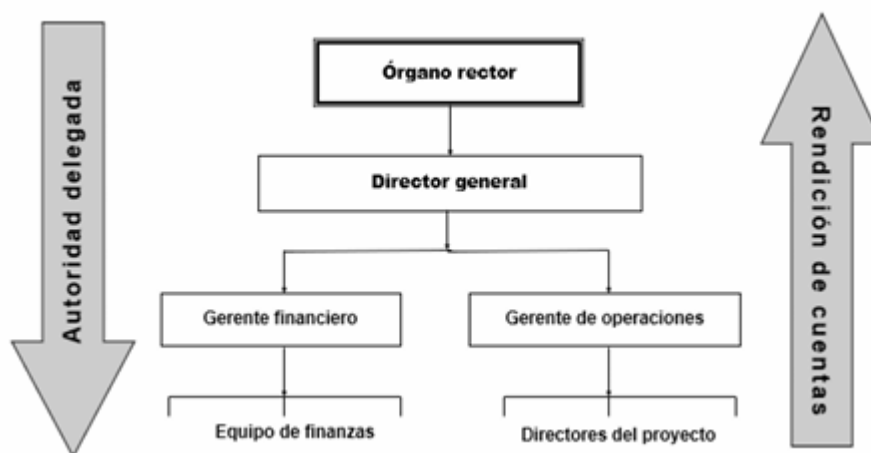 Órgano rector
Autoridad delegada
Rendición de cuentas
Director general
Gerente financiero
Gerente de operaciones
Equipo de finanzas
Directores del proyecto